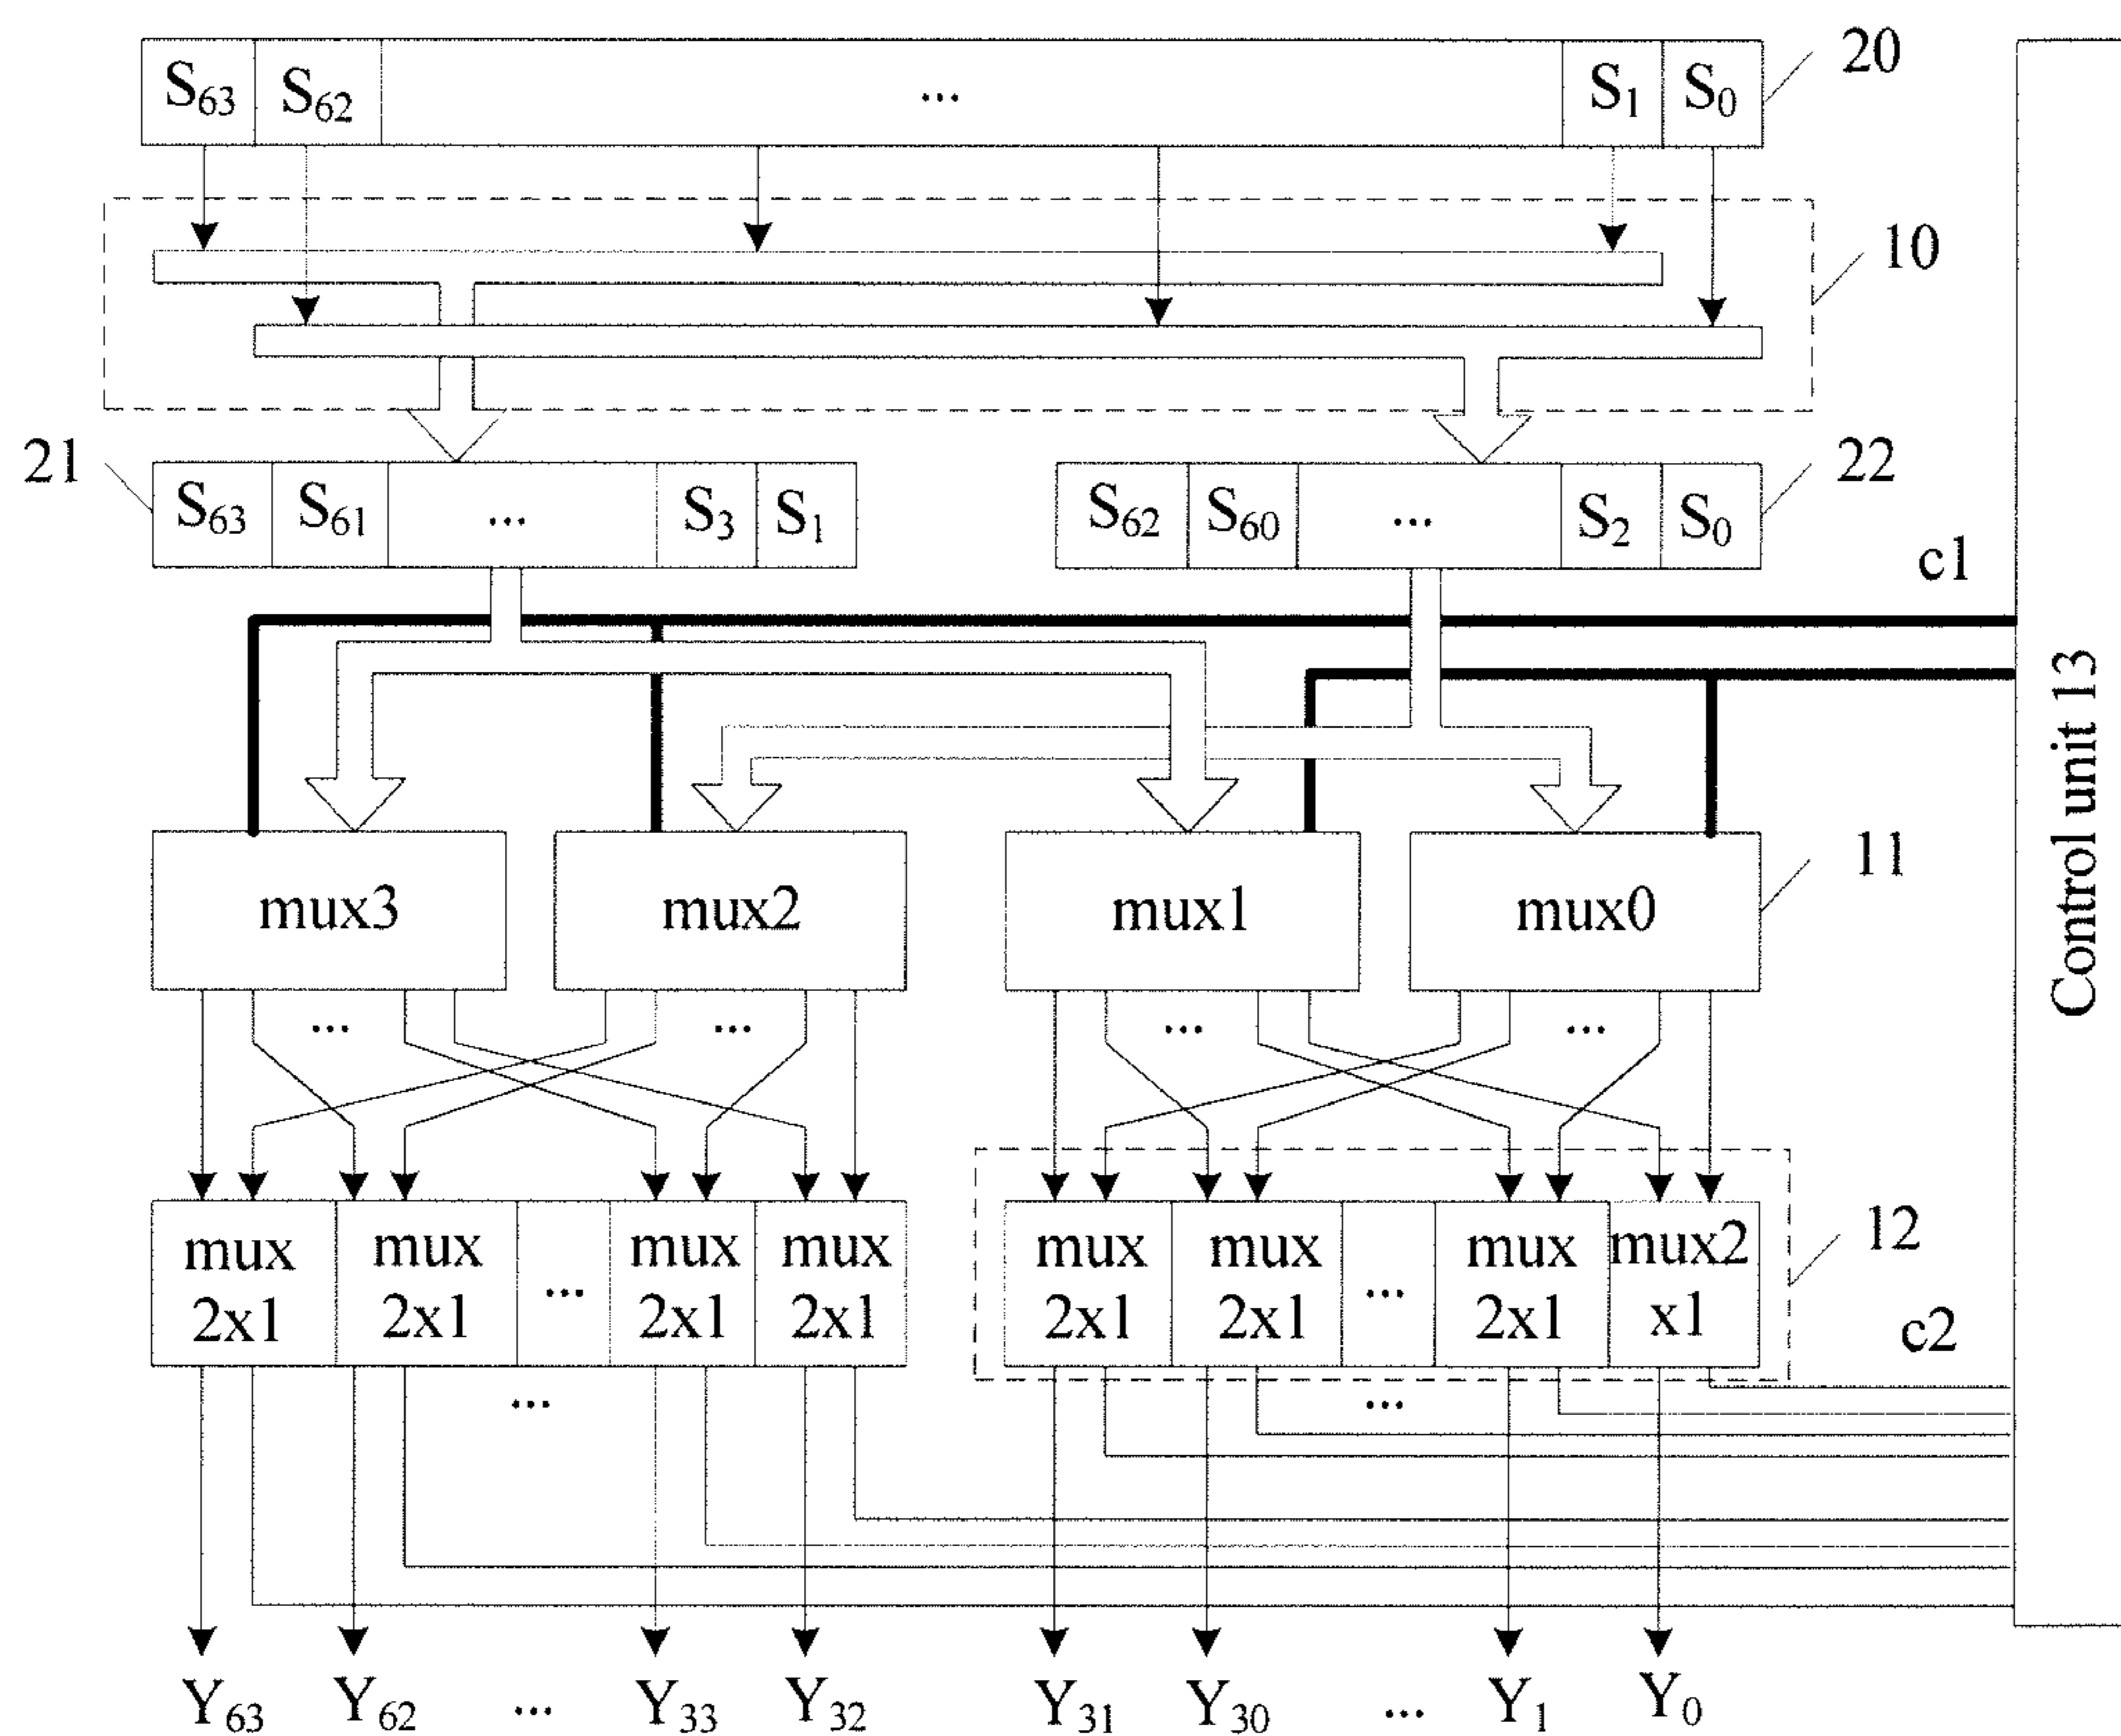 S63 S62 ... S1 S0 20
10
21 S63 S61 ... S3 S1 S62 S60 ... S2 S0 22
c1
Control unit 13
mux3 mux2 mux1 mux0 11
... ... ... ...
mux 2x1 mux 2x1 ... mux 2x1 mux 2x1 mux 2x1 mux 2x1 ... mux 2x1 mux2 x1 12
c2
... ...
Y63 Y62 ... Y33 Y32 Y31 Y30 ... Y1 Y0